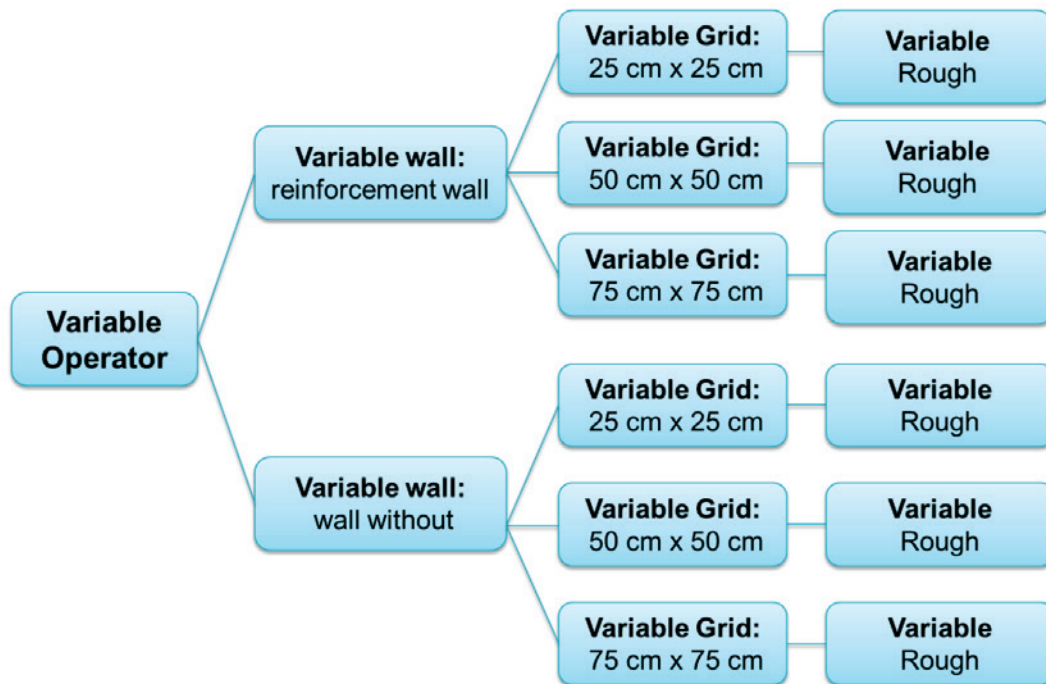 Variable
Operator
Variable wall:
reinforcement wall
Variable Grid:
25 cm x 25 cm
Variable
Rough
Variable Grid:
50 cm x 50 cm
Variable
Rough
Variable Grid:
75 cm x 75 cm
Variable
Rough
Variable wall:
wall without
Variable Grid:
25 cm x 25 cm
Variable
Rough
Variable Grid:
50 cm x 50 cm
Variable
Rough
Variable Grid:
75 cm x 75 cm
Variable
Rough